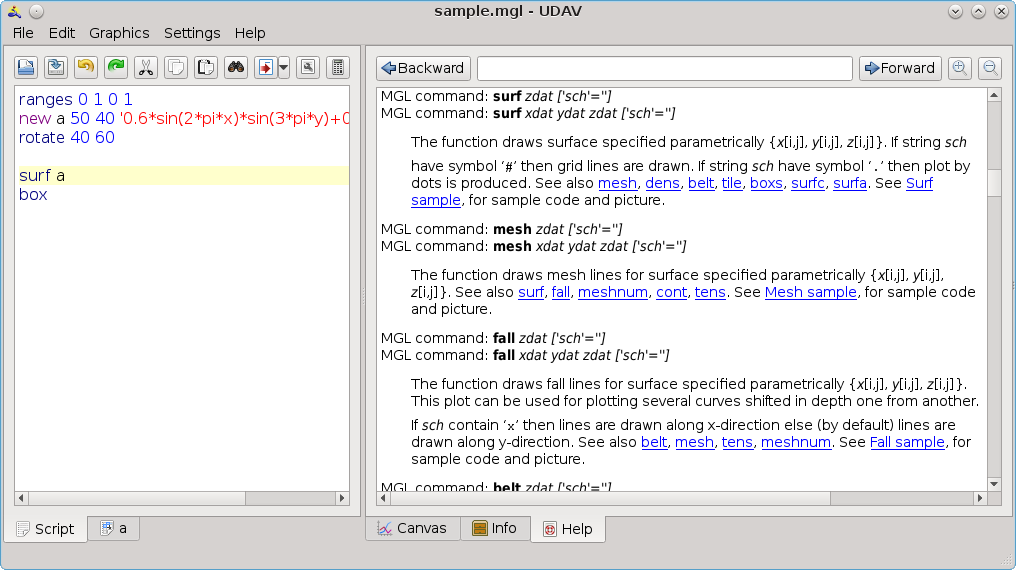 sample.mgl - UDAV
File Edit Graphics Settings Help
ranges 0 1 0 1
new a 50 40 '0.6*sin(2*pi*x)*sin(3*pi*y)+0
rotate 40 60
surf a
box
Script
a
Backward
Forward
MGL command: surf zdat ['sch'='']
MGL command: surf xdat ydat zdat ['sch'='']
The function draws surface specified parametrically {x[i,j], y[i,j], z[i,j]}. If string sch
have symbol ‘#’ then grid lines are drawn. If string sch have symbol ‘.’ then plot by
dots is produced. See also mesh, dens, belt, tile, boxs, surfc, surfa. See Surf
sample, for sample code and picture.
MGL command: mesh zdat ['sch'='']
MGL command: mesh xdat ydat zdat ['sch'='']
The function draws mesh lines for surface specified parametrically {x[i,j], y[i,j],
z[i,j]}. See also surf, fall, meshnum, cont, tens. See Mesh sample, for sample code
and picture.
MGL command: fall zdat ['sch'='']
MGL command: fall xdat ydat zdat ['sch'='']
The function draws fall lines for surface specified parametrically {x[i,j], y[i,j], z[i,j]}.
This plot can be used for plotting several curves shifted in depth one from another.
If sch contain ‘x’ then lines are drawn along x-direction else (by default) lines are
drawn along y-direction. See also belt, mesh, tens, meshnum. See Fall sample, for
sample code and picture.
MGL command: belt zdat ['sch'='']
Canvas
Info
Help